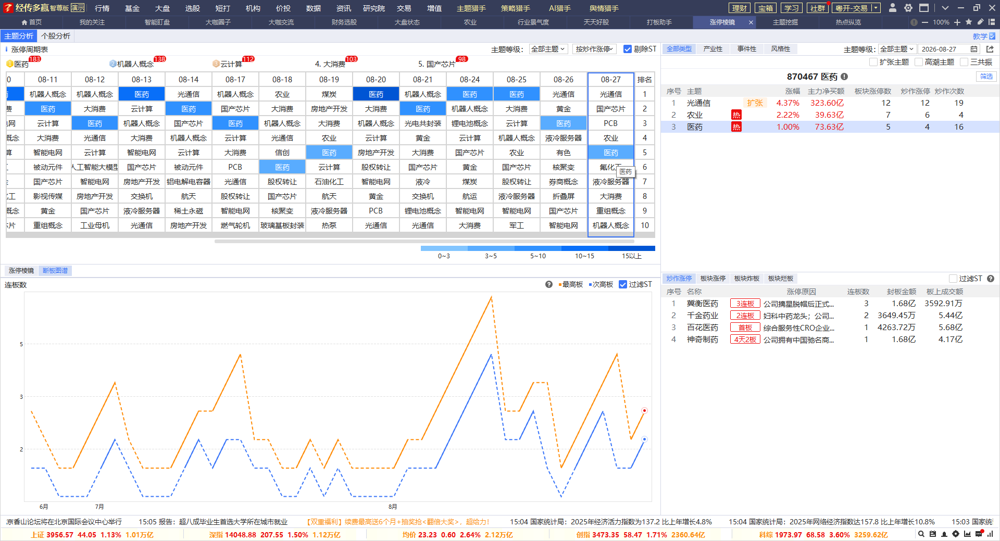 经传多赢 智尊版 演示 行情 基金 大盘 选股 短打 机构 价投 数据 资讯 研究院 交易 增值 主题猎手 策略猎手 AI猎手 舆情猎手 理财 宝箱 学习 社群 粤开-交易
首页 我的关注 智能盯盘 大咖圈子 大咖交流 财务选股 大盘状态 农业 行业景气度 天天好股 打板助手 涨停棱镜 × 主题挖掘 热点纵览 100%
主题分析 个股分析 教学
涨停周期表 主题等级: 全部主题 按炒作涨停 剔除ST
1 医药 183 2 机器人概念 138 3 云计算 112 4. 大消费 103 5. 国产芯片 98
0 08-11 08-12 08-13 08-14 08-17 08-18 08-19 08-20 08-21 08-24 08-25 08-26 08-27 排名
机器人概念 机器人概念 医药 光通信 机器人概念 农业 煤炭 医药 机器人概念 医药 医药 光通信 光通信 1
费 医药 大消费 云计算 医药 国产芯片 大消费 房地产开发 大消费 医药 机器人概念 大消费 黄金 国产芯片 2
网 云计算 医药 机器人概念 国产芯片 医药 机器人概念 大消费 机器人概念 光电共封装 锂电池概念 云计算 医药 PCB 3
概念 大消费 光通信 大消费 机器人概念 云计算 光通信 农业 云计算 黄金 云计算 机器人概念 液冷服务器 农业 4
算 智能电网 云计算 智能电网 云计算 大消费 信创 医药 房地产开发 大消费 国产芯片 农业 有色 医药 5
被动元件 人工智能大模型 国产芯片 被动元件 PCB 医药 云计算 股权转让 国产芯片 黄金 国产芯片 核聚变 氟化工 6
医药
国产芯片 智能电网 房地产开发 铝电解电容器 光通信 股权转让 石油化工 智能电网 液冷 煤炭 股权转让 券商概念 液冷服务器 7
工 影视传媒 房地产开发 交换机 航天 股权转让 国产芯片 航天 黄金 交换机 航运 液冷服务器 折叠屏 大消费 8
概念 黄金 国产芯片 液冷服务器 稀土永磁 智能电网 核聚变 液冷服务器 PCB 锂电池概念 智能电网 智能电网 国产芯片 重组概念 9
片 重组概念 工业母机 光通信 房地产开发 燃气轮机 玻璃基板封装 热泵 光通信 光通信 大消费 军工 智能电网 机器人概念 10
0~3 3~5 5~10 10~15 15以上
涨停棱镜 断板图谱
连板数 最高板 次高板 过滤ST
5
3
2
6月 7月 8月
全部类型 产业性 事件性 风格性 主题等级: 全部主题 2026-08-27
扩张主题 高潮主题 三共振
870467 医药 筛选
序号 主题 涨幅 主力净买额 板块涨停数 炒作涨停 炒作次数
1 光通信 扩张 4.37% 323.60亿 12 12 19
2 农业 热 2.22% 39.63亿 7 6 4
3 医药 热 1.00% 73.63亿 5 4 16
炒作涨停 板块涨停 板块炸板 板块烂板 过滤ST
序号 名称 涨停原因 连板数 封板金额 板上成交额
1 冀衡医药 3连板 公司摘星脱帽后正式... 3 1.68亿 3592.91万
2 千金药业 2连板 妇科中药龙头；公司... 2 3649.45万 5.44亿
3 百花医药 首板 综合服务性CRO企业... 1 4263.72万 5.68亿
4 神奇制药 4天2板 公司拥有中国驰名商... 1 1.68亿 4.17亿
京香山论坛将在北京国际会议中心举行 15:05 报告：超八成毕业生首选大学所在城市就业 【双重福利】续费最高送6个月+抽奖抢<翻倍大奖>，超给力! 15:04 国家统计局：2025年经济活力指数为137.2 比上年增长4.8% 15:04 国家统计局：2025年网络经济指数达157.8 比上年增长10.8% 15:03 国家统
上证 3956.57 44.05 1.13% 1.01万亿 深指 14048.88 207.55 1.50% 1.12万亿 均价 23.23 0.60 2.64% 2.12万亿 创指 3473.35 58.47 1.71% 2360.64亿 科综 1973.97 68.58 3.60% 3259.62亿